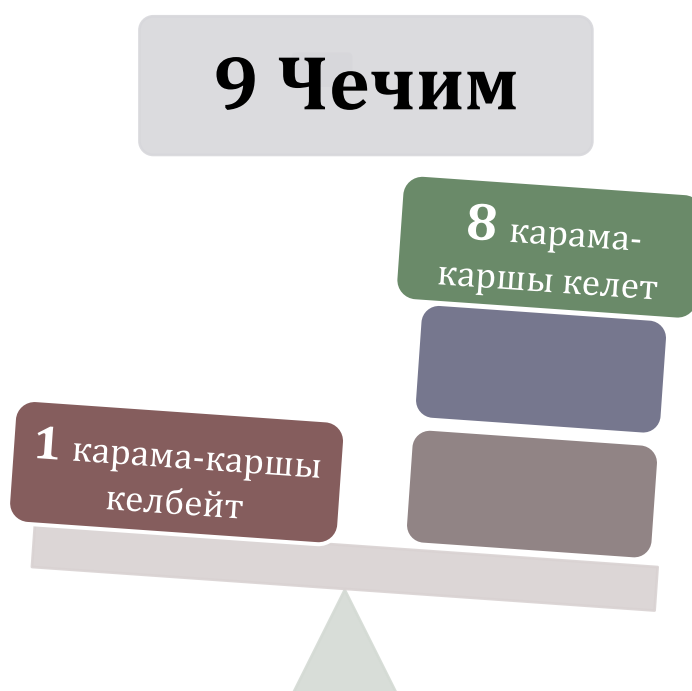 9 Чечим
8 карама-
каршы келет
1 карама-каршы
келбейт